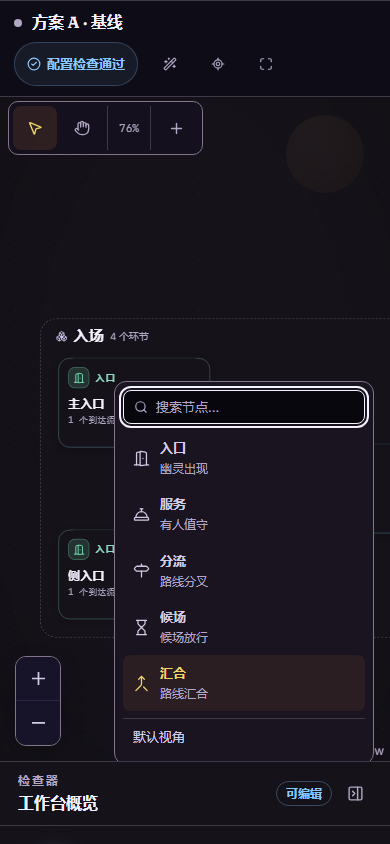 方案 A · 基线
配置检查通过
76%
入场 4 个环节
入口
主入口
1 个到达流
搜索节点...
入口
幽灵出现
服务
有人值守
分流
路线分叉
入口
侧入口
1 个到达流
候场
候场放行
汇合
路线汇合
默认视角
w
检查器
工作台概览
可编辑